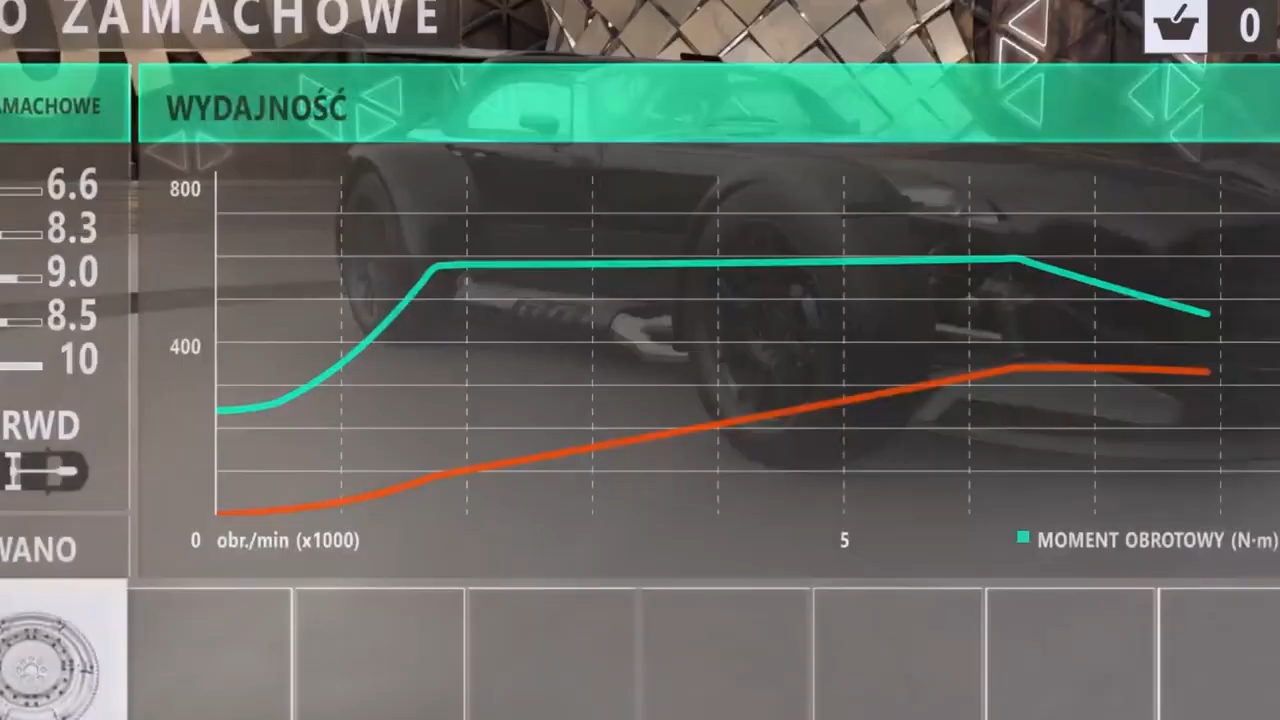 O ZAMACHOWE
0
AMACHOWE
WYDAJNOŚĆ
6.6
8.3
9.0
8.5
10
RWD
WANO
800
400
0
obr./min (x1000)
5
MOMENT OBROTOWY (N·m)